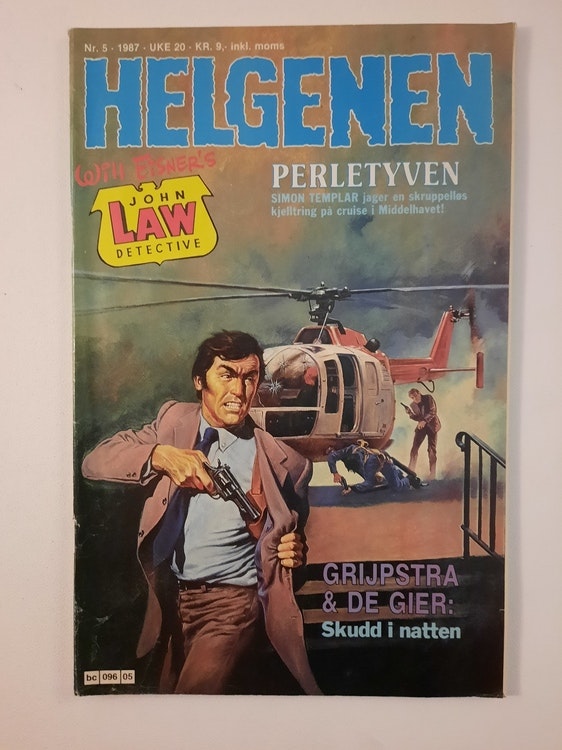 Nr. 5 · 1987 · UKE 20 · KR. 9,- inkl. moms
HELGENEN
WILL EISNER'S
JOHN
LAW
DETECTIVE
PERLETYVEN
SIMON TEMPLAR jager en skruppelløs
kjeltring på cruise i Middelhavet!
GRIJPSTRA
& DE GIER:
Skudd i natten
bc 096 05